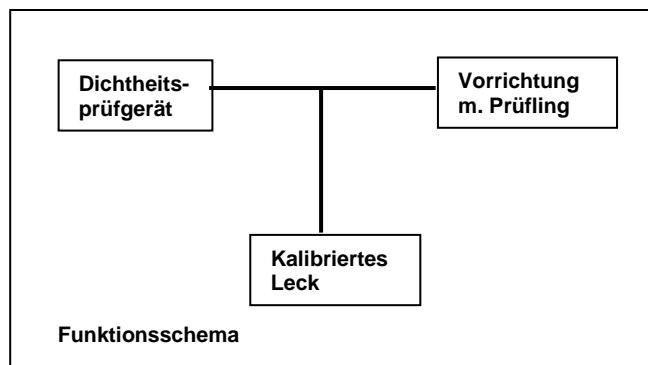 Dichtheits-
prüfgerät
Vorrichtung
m. Prüfling
Kalibriertes
Leck
Funktionsschema